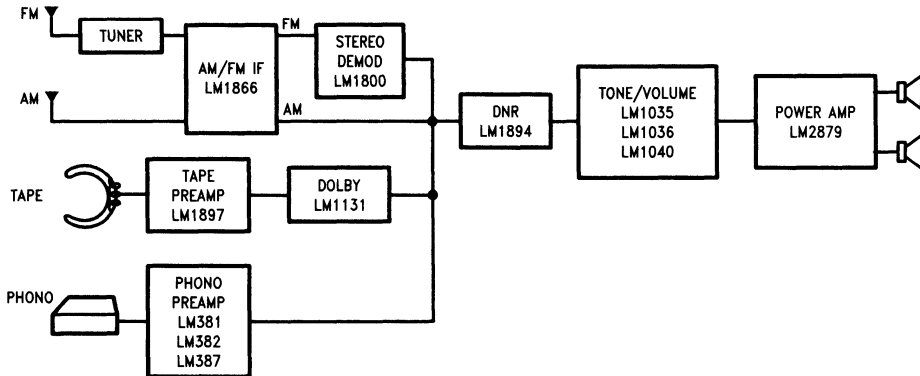 FM
TUNER
AM/FM IF
LM1866
FM
STEREO
DEMOD
LM1800
AM
AM
DNR
LM1894
TONE/VOLUME
LM1035
LM1036
LM1040
POWER AMP
LM2879
TAPE
TAPE
PREAMP
LM1897
DOLBY
LM1131
PHONO
PHONO
PREAMP
LM381
LM382
LM387